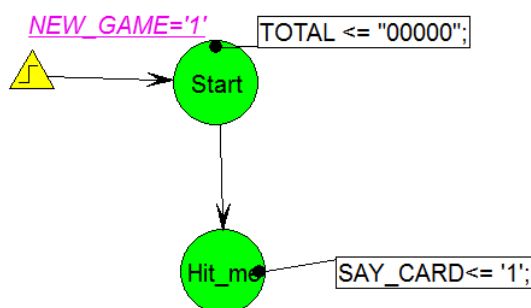 NEW_GAME='1'
TOTAL <= "00000";
Start
Hit_me
SAY_CARD<= '1';